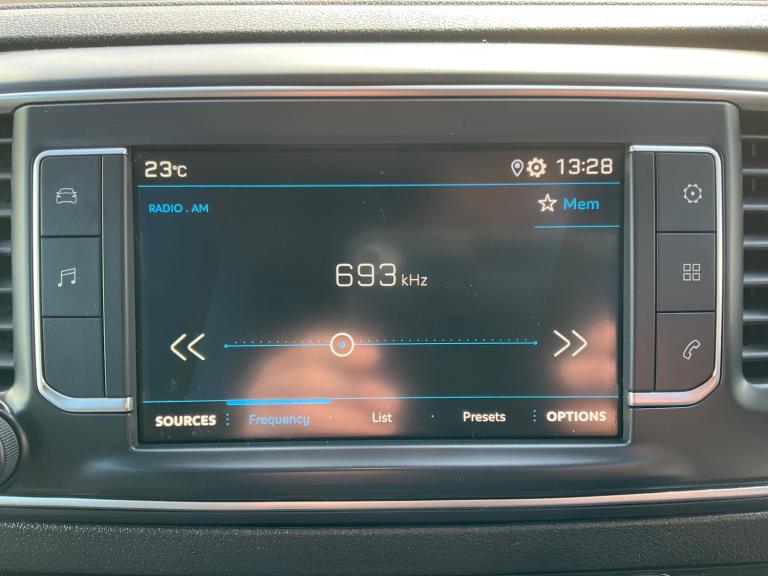 23°C 13:28
RADIO . AM Mem
693 kHz
SOURCES Frequency List Presets OPTIONS